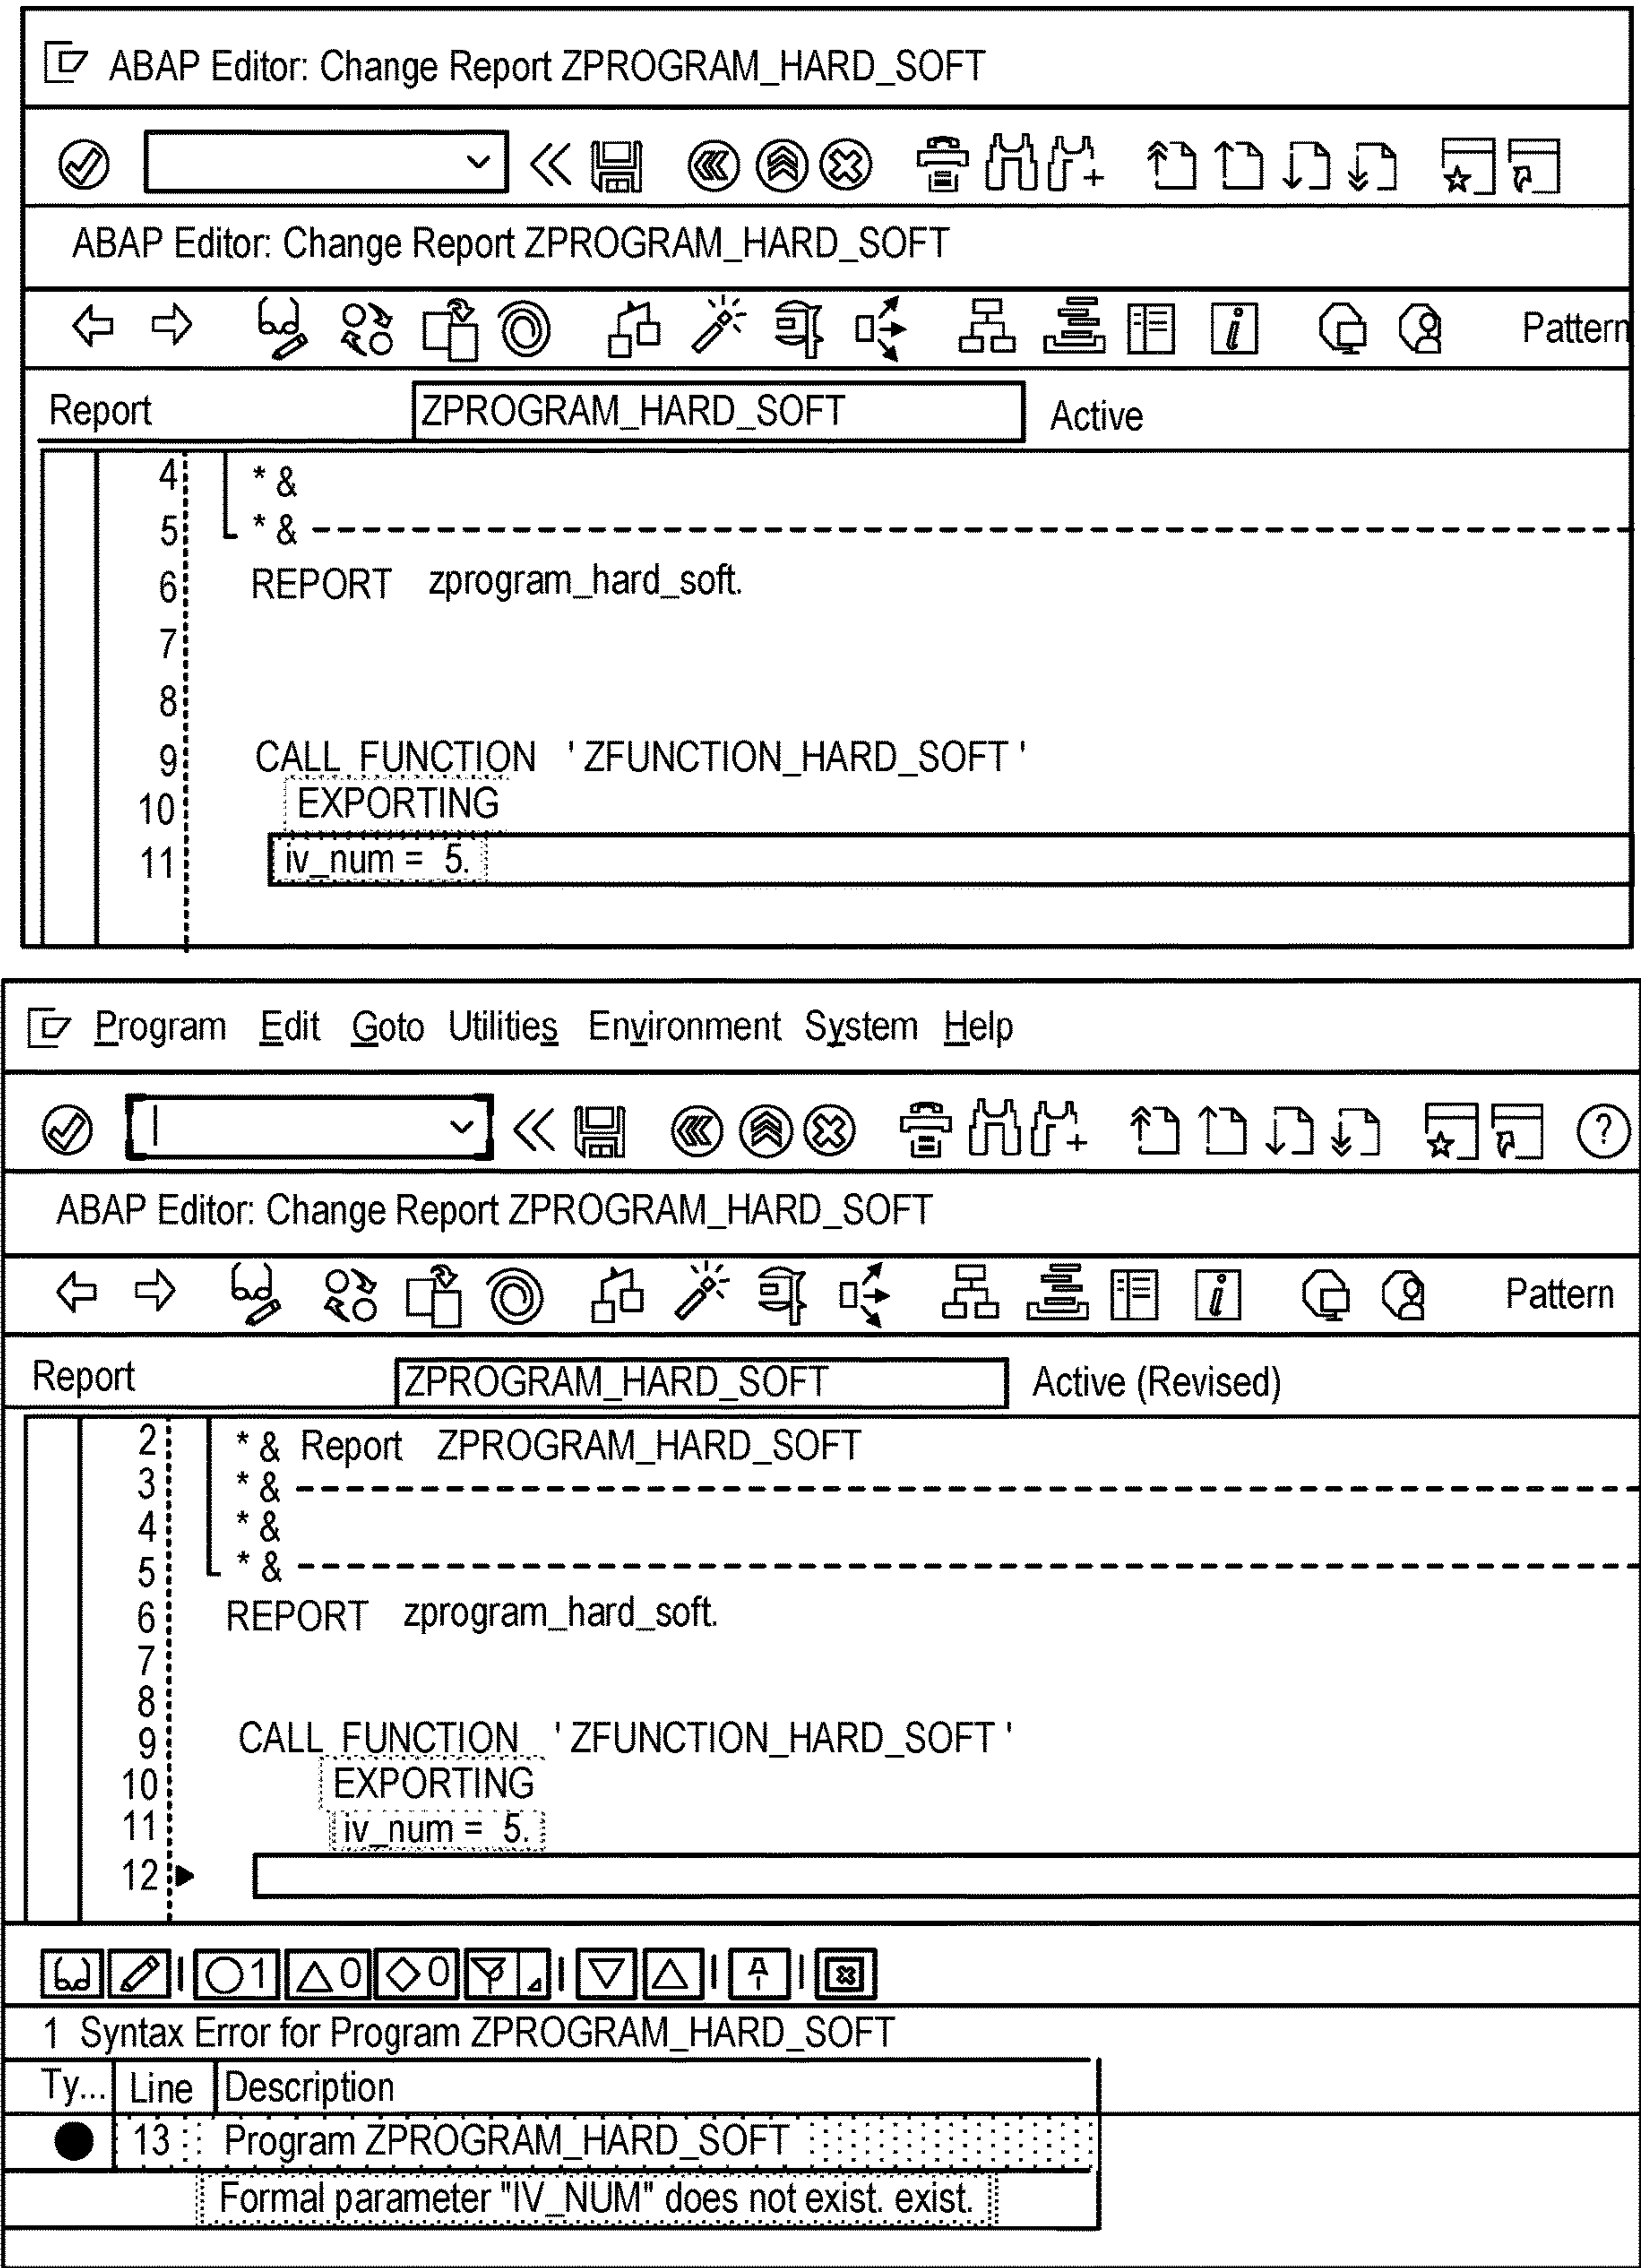 ABAP Editor: Change Report ZPROGRAM_HARD_SOFT
ABAP Editor: Change Report ZPROGRAM_HARD_SOFT
Pattern
Report ZPROGRAM_HARD_SOFT Active
4 * &
5 * & ----------------------------------------
6 REPORT zprogram_hard_soft.
7
8
9 CALL FUNCTION ' ZFUNCTION_HARD_SOFT '
10 EXPORTING
11 iv_num = 5.
Program Edit Goto Utilities Environment System Help
?
ABAP Editor: Change Report ZPROGRAM_HARD_SOFT
i Pattern
Report ZPROGRAM_HARD_SOFT Active (Revised)
2 * & Report ZPROGRAM_HARD_SOFT
3 * & ----------------------------------------
4 * &
5 * & ----------------------------------------
6 REPORT zprogram_hard_soft.
7
8
9 CALL FUNCTION ' ZFUNCTION_HARD_SOFT '
10 EXPORTING
11 iv_num = 5.
12
1 0 0
1 Syntax Error for Program ZPROGRAM_HARD_SOFT
Ty... Line Description
13 Program ZPROGRAM_HARD_SOFT
Formal parameter "IV_NUM" does not exist. exist.